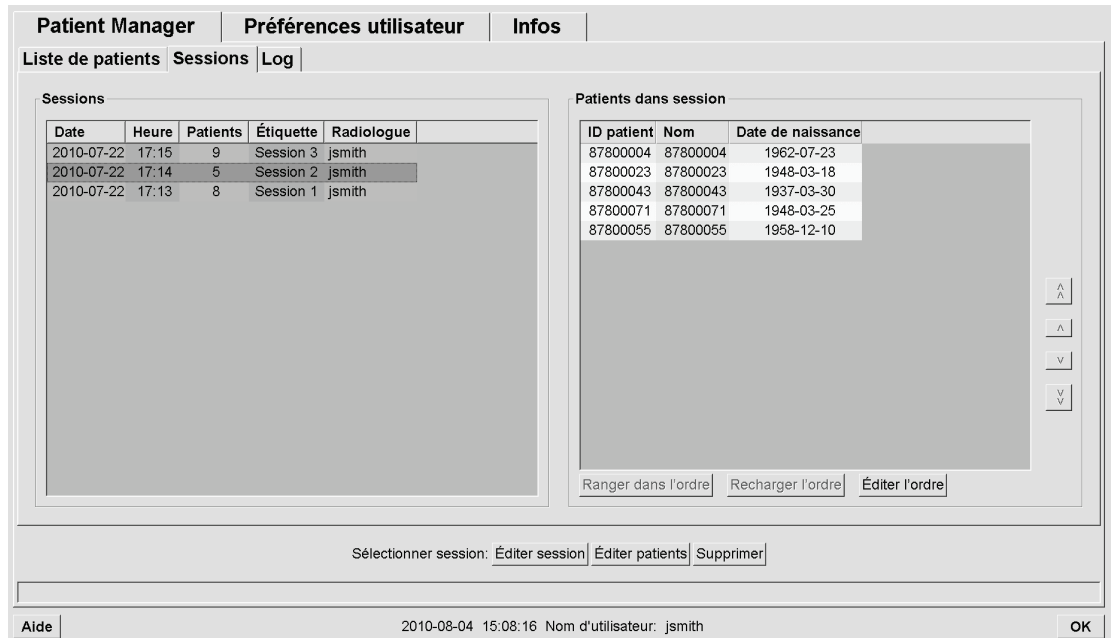 Patient Manager Préférences utilisateur Infos
Liste de patients Sessions Log
Sessions
Date Heure Patients Étiquette Radiologue
2010-07-22 17:15 9 Session 3 jsmith
2010-07-22 17:14 5 Session 2 jsmith
2010-07-22 17:13 8 Session 1 jsmith
Patients dans session
ID patient Nom Date de naissance
87800004 87800004 1962-07-23
87800023 87800023 1948-03-18
87800043 87800043 1937-03-30
87800071 87800071 1948-03-25
87800055 87800055 1958-12-10
Ranger dans l'ordre Recharger l'ordre Éditer l'ordre
Sélectionner session: Éditer session Éditer patients Supprimer
Aide 2010-08-04 15:08:16 Nom d'utilisateur: jsmith OK